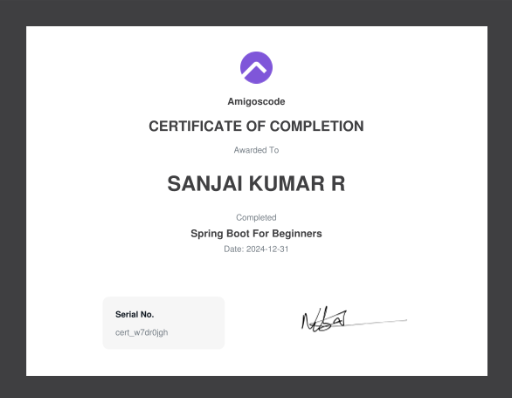 Amigoscode
CERTIFICATE OF COMPLETION
Awarded To
SANJAI KUMAR R
Completed
Spring Boot For Beginners
Date: 2024-12-31
Serial No.
cert_w7dr0jgh